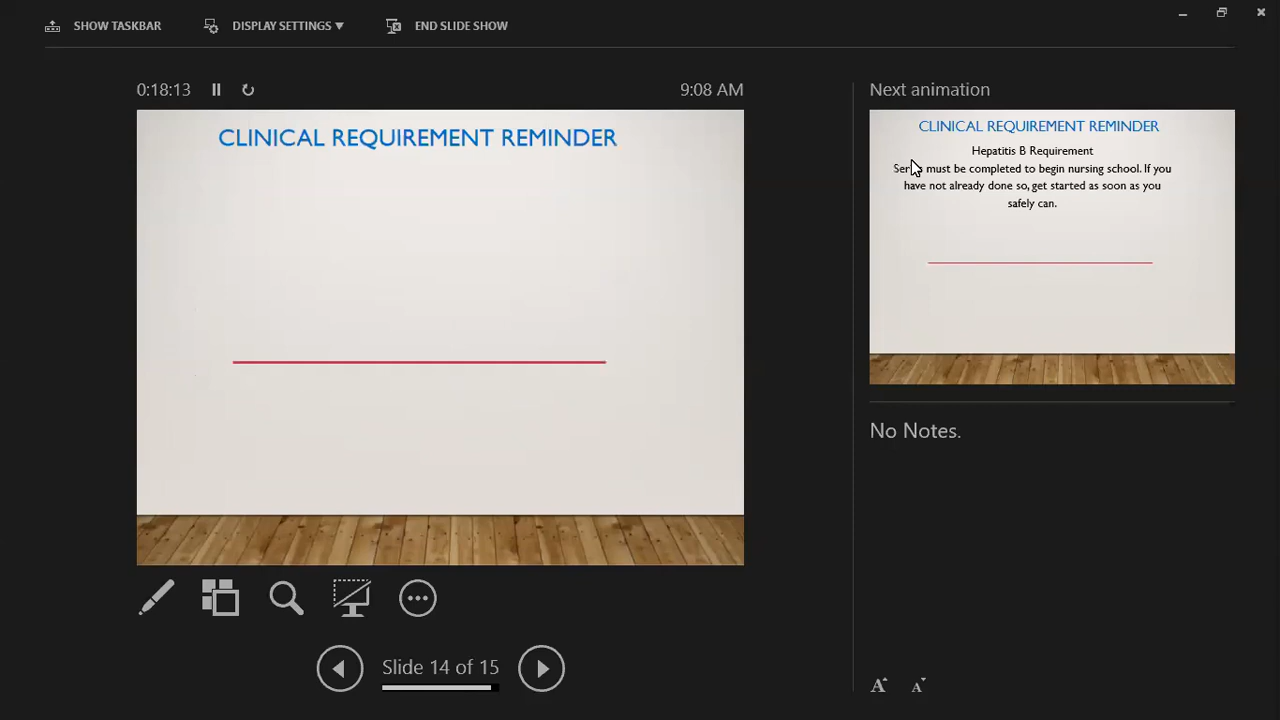 SHOW TASKBAR
DISPLAY SETTINGS
END SLIDE SHOW
0:18:13
9:08 AM
CLINICAL REQUIREMENT REMINDER
Slide 14 of 15
Next animation
CLINICAL REQUIREMENT REMINDER
Hepatitis B Requirement
must be completed to begin nursing school. If you
have not already done so, get started as soon as you
safely can.
No Notes.
A
A